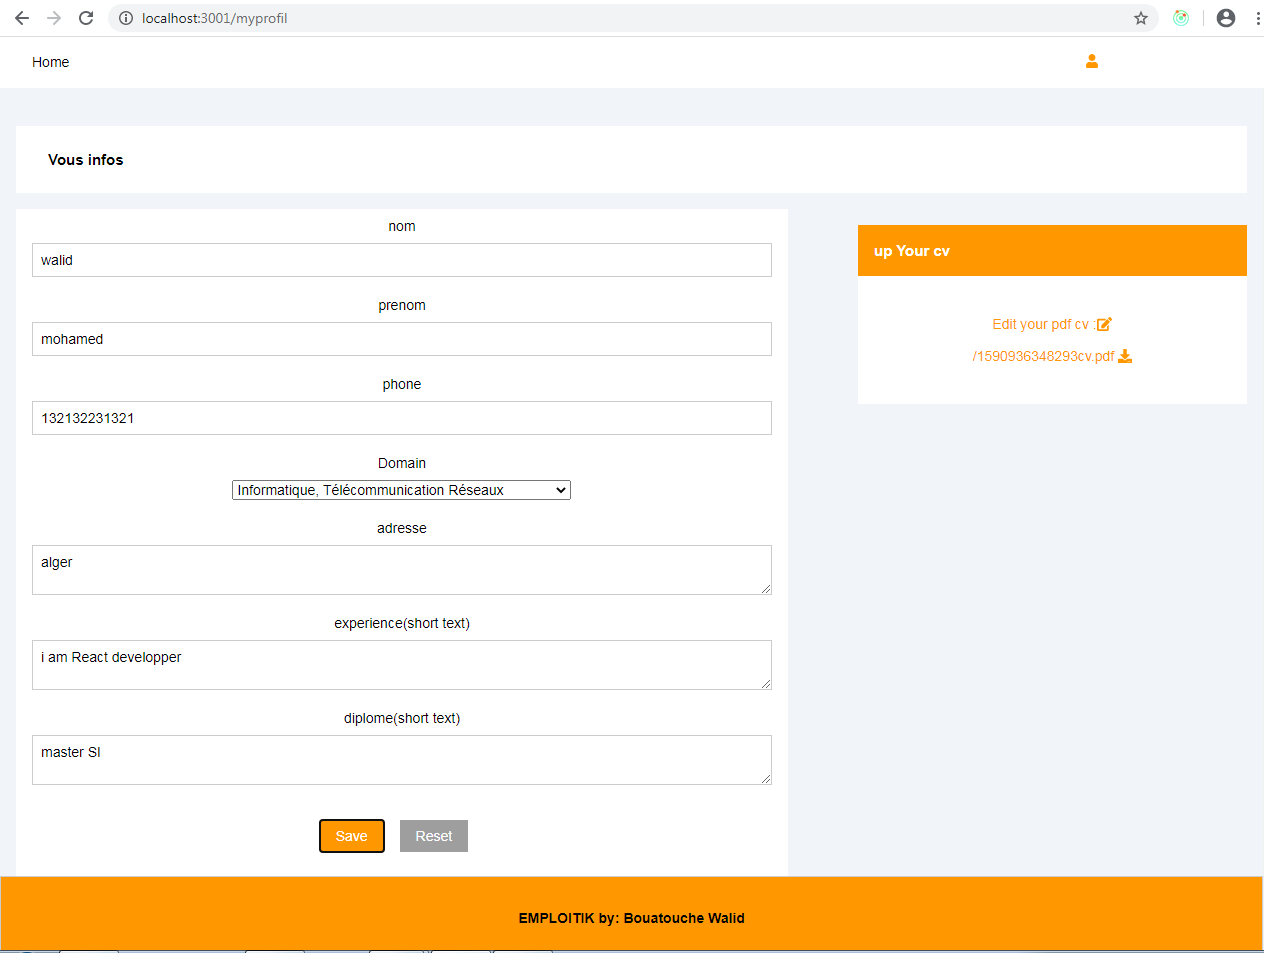 localhost:3001/myprofil
Home
Vous infos
nom
walid
prenom
mohamed
phone
132132231321
Domain
Informatique, Télécommunication Réseaux
adresse
alger
experience(short text)
i am React developper
diplome(short text)
master SI
Save Reset
up Your cv
Edit your pdf cv :
/1590936348293cv.pdf
EMPLOITIK by: Bouatouche Walid